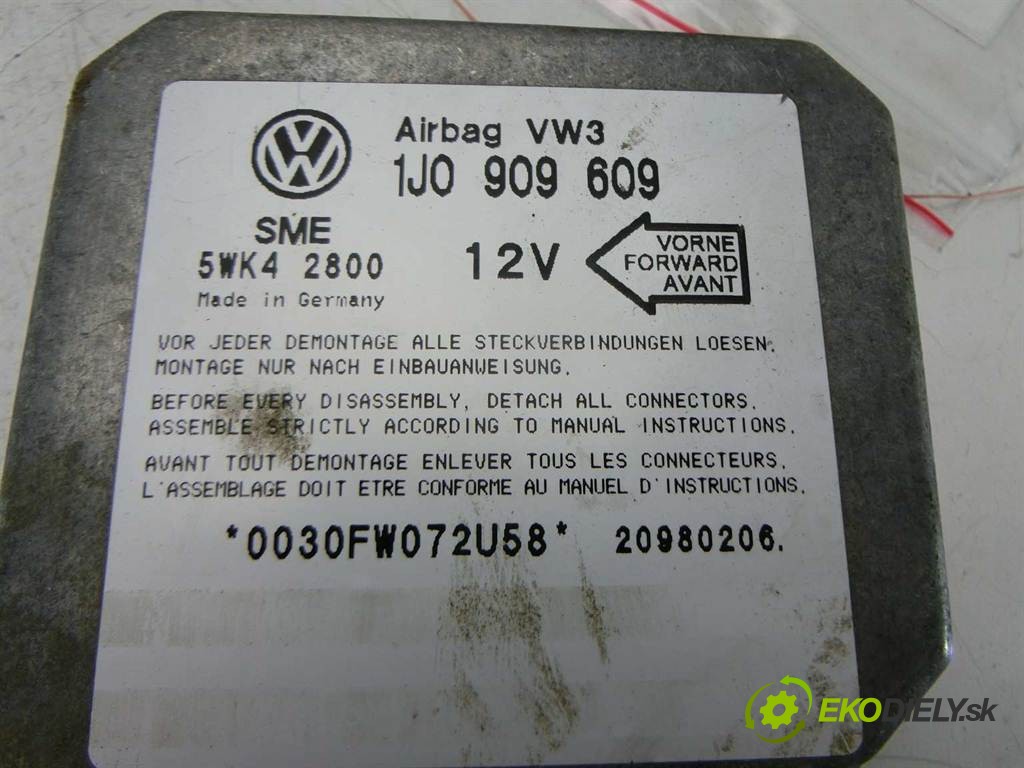 Airbag VW3
1J0 909 609
SME
5WK4 2800
Made in Germany
12V
VORNE
FORWARD
AVANT
VOR JEDER DEMONTAGE ALLE STECKVERBINDUNGEN LOESEN.
MONTAGE NUR NACH EINBAUANWEISUNG.
BEFORE EVERY DISASSEMBLY, DETACH ALL CONNECTORS.
ASSEMBLE STRICTLY ACCORDING TO MANUAL INSTRUCTIONS.
AVANT TOUT DEMONTAGE ENLEVER TOUS LES CONNECTEURS.
L'ASSEMBLAGE DOIT ETRE CONFORME AU MANUEL D'INSTRUCTIONS.
*0030FW072U58* 20980206.
EKODIELY.sk